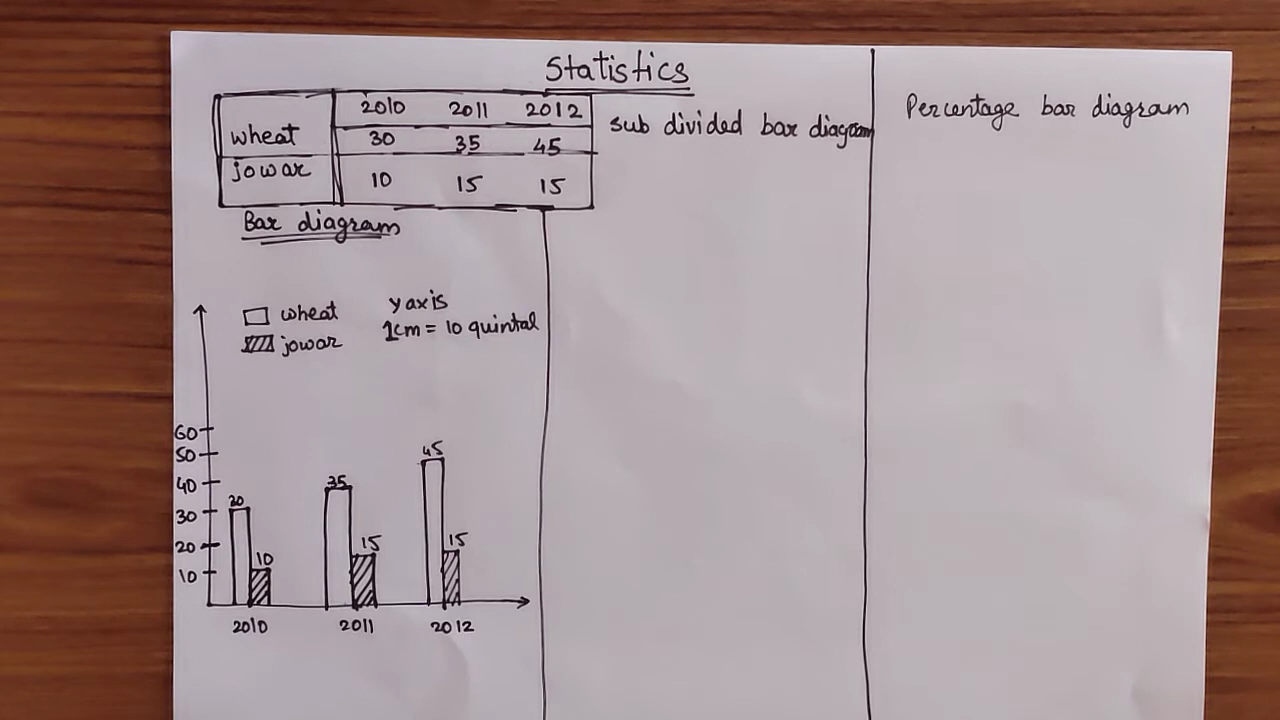 Statistics
2010 2011 2012
wheat 30 35 45
jowar 10 15 15
Bar diagram
wheat
jowar
y axis
1cm = 10 quintal
60
50
40
30
20
10
30 10
35 15
45 15
2010 2011 2012
sub divided bar diagram
Percentage bar diagram